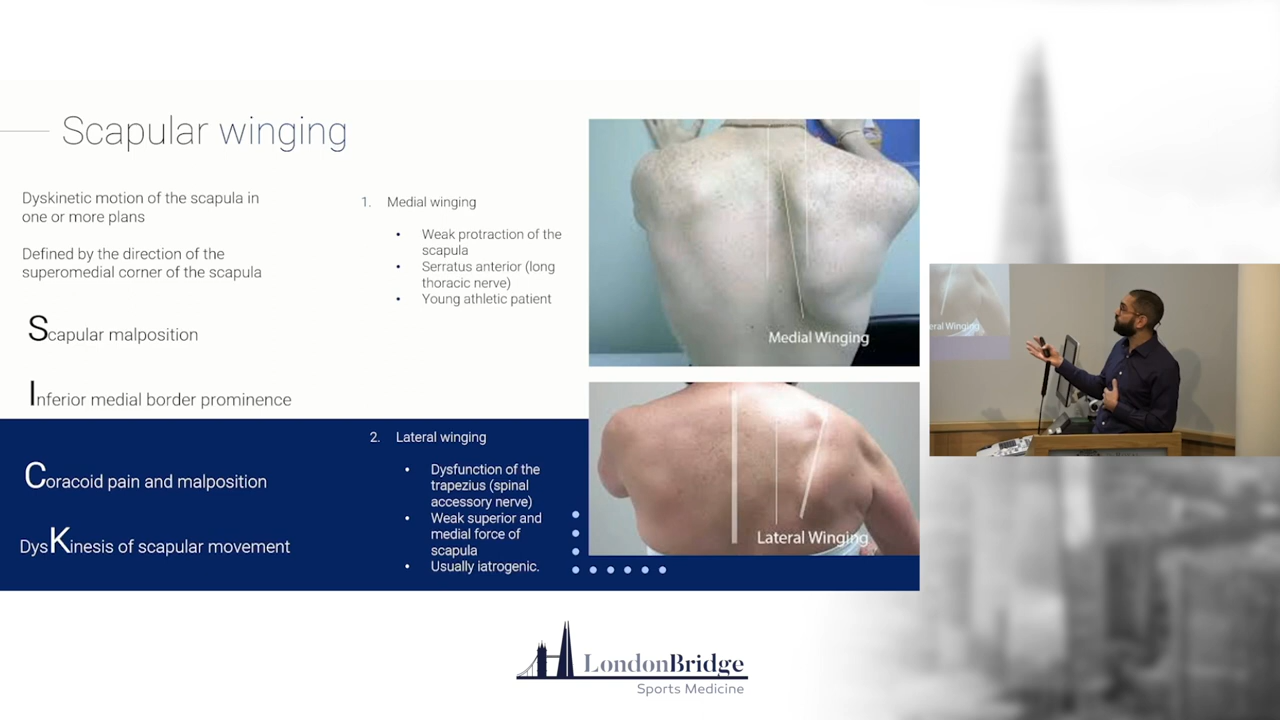 Scapular winging
Dyskinetic motion of the scapula in
one or more plans
Defined by the direction of the
superomedial corner of the scapula
Scapular malposition
Inferior medial border prominence
Coracoid pain and malposition
DysKinesis of scapular movement
1. Medial winging
• Weak protraction of the
scapula
• Serratus anterior (long
thoracic nerve)
• Young athletic patient
2. Lateral winging
• Dysfunction of the
trapezius (spinal
accessory nerve)
• Weak superior and
medial force of
scapula
• Usually iatrogenic.
Medial Winging
Lateral Winging
eral Winging
LondonBridge
Sports Medicine